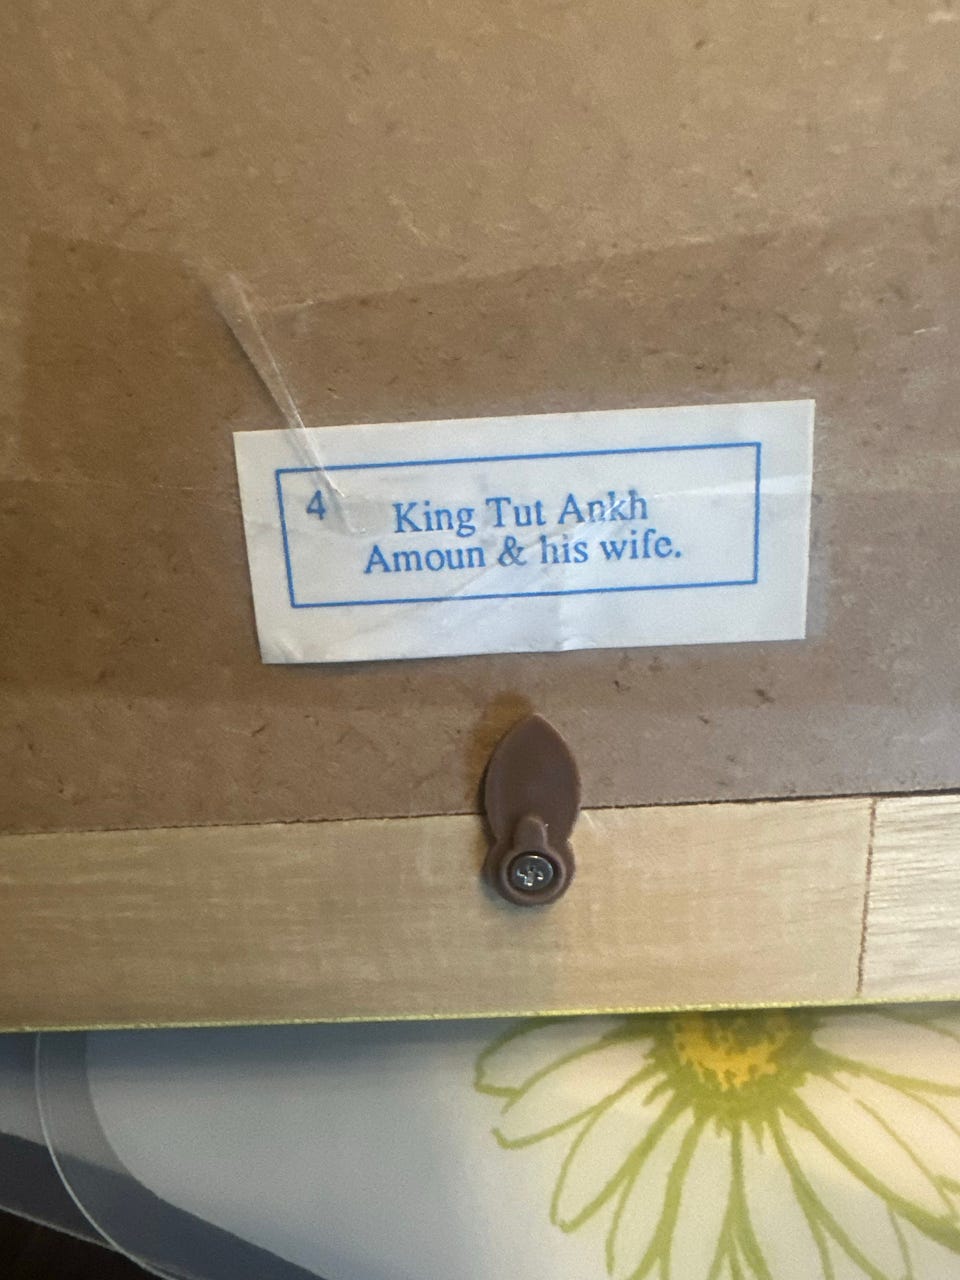 4
King Tut Ankh
Amoun & his wife.